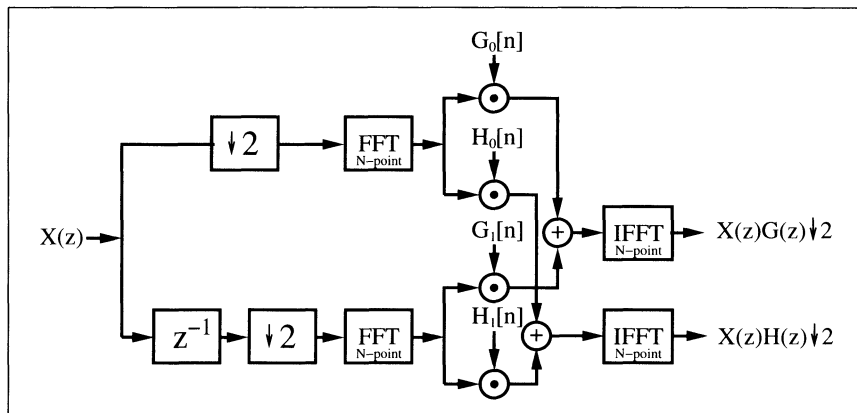 G₀[n]
↓2
FFT
N-point
H₀[n]
X(z)
G₁[n]
+
IFFT
N-point
X(z)G(z)↓2
z⁻¹
↓2
FFT
N-point
H₁[n]
+
IFFT
N-point
X(z)H(z)↓2